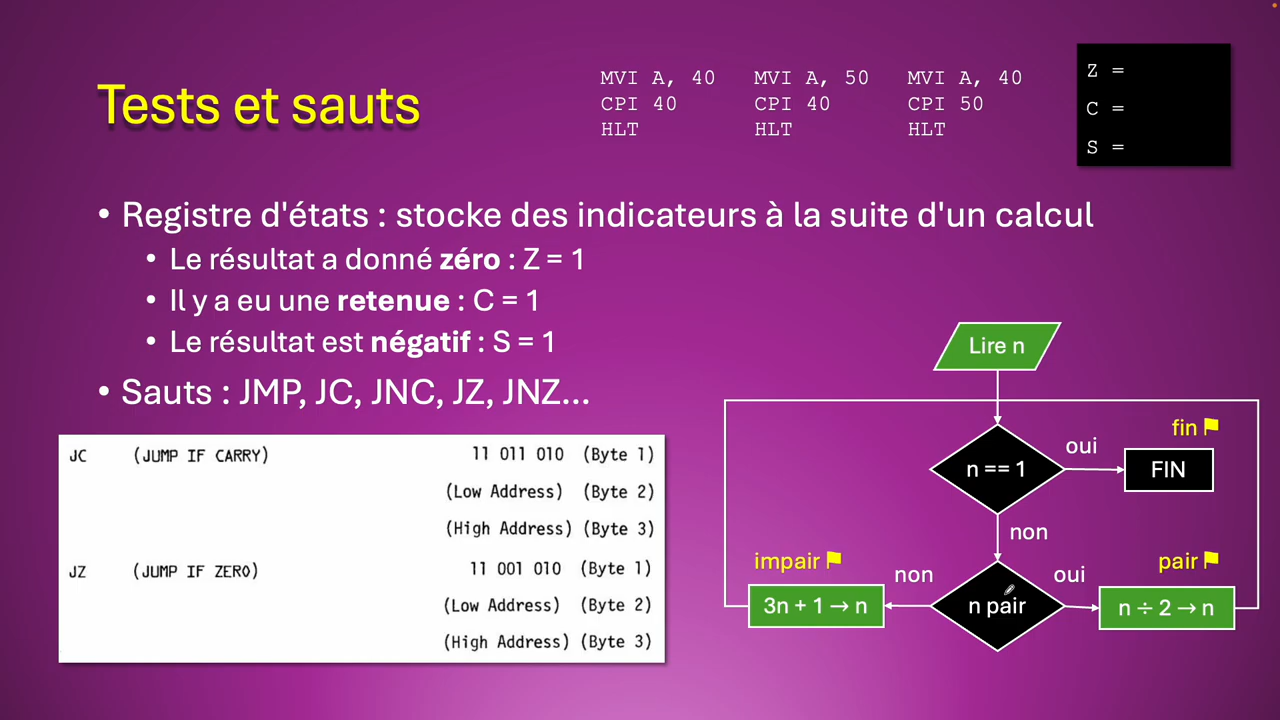 Tests et sauts
MVI A, 40
CPI 40
HLT
MVI A, 50
CPI 40
HLT
MVI A, 40
CPI 50
HLT
Z =
C =
S =
• Registre d'états : stocke des indicateurs à la suite d'un calcul
• Le résultat a donné zéro : Z = 1
• Il y a eu une retenue : C = 1
• Le résultat est négatif : S = 1
• Sauts : JMP, JC, JNC, JZ, JNZ...
JC (JUMP IF CARRY) 11 011 010 (Byte 1)
(Low Address) (Byte 2)
(High Address) (Byte 3)
JZ (JUMP IF ZERO) 11 001 010 (Byte 1)
(Low Address) (Byte 2)
(High Address) (Byte 3)
Lire n
n == 1
oui
fin
FIN
non
n pair
non
impair
3n + 1 → n
oui
pair
n ÷ 2 → n